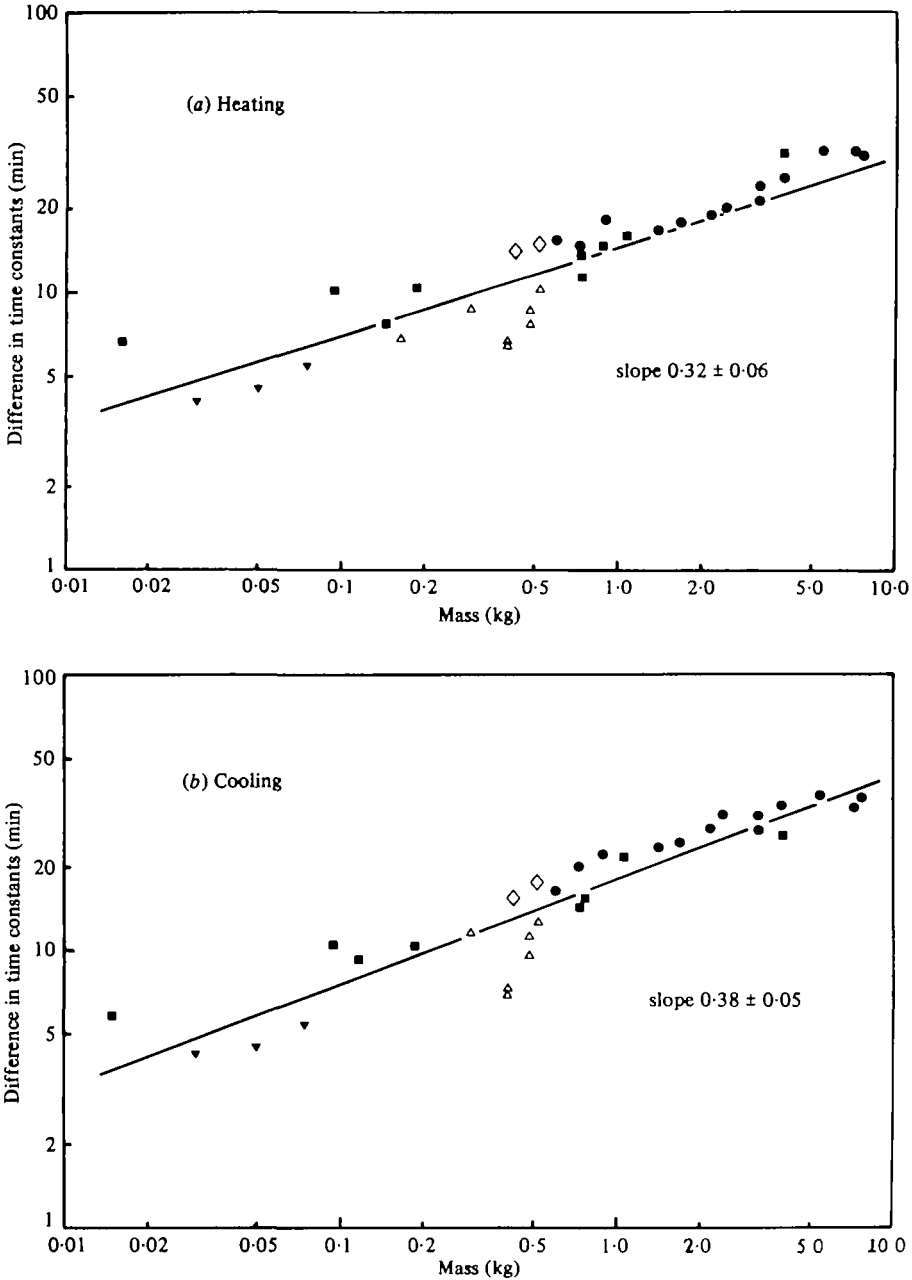 100
50
20
10
5
2
1
Difference in time constants (min)
(a) Heating
slope 0·32 ± 0·06
0·01 0·02 0·05 0·1 0·2 0·5 1·0 2·0 5·0 10·0
Mass (kg)
100
50
20
10
5
2
1
Difference in time constants (min)
(b) Cooling
slope 0·38 ± 0·05
0·01 0·02 0·05 0·1 0·2 0·5 1·0 2·0 5 0 10 0
Mass (kg)